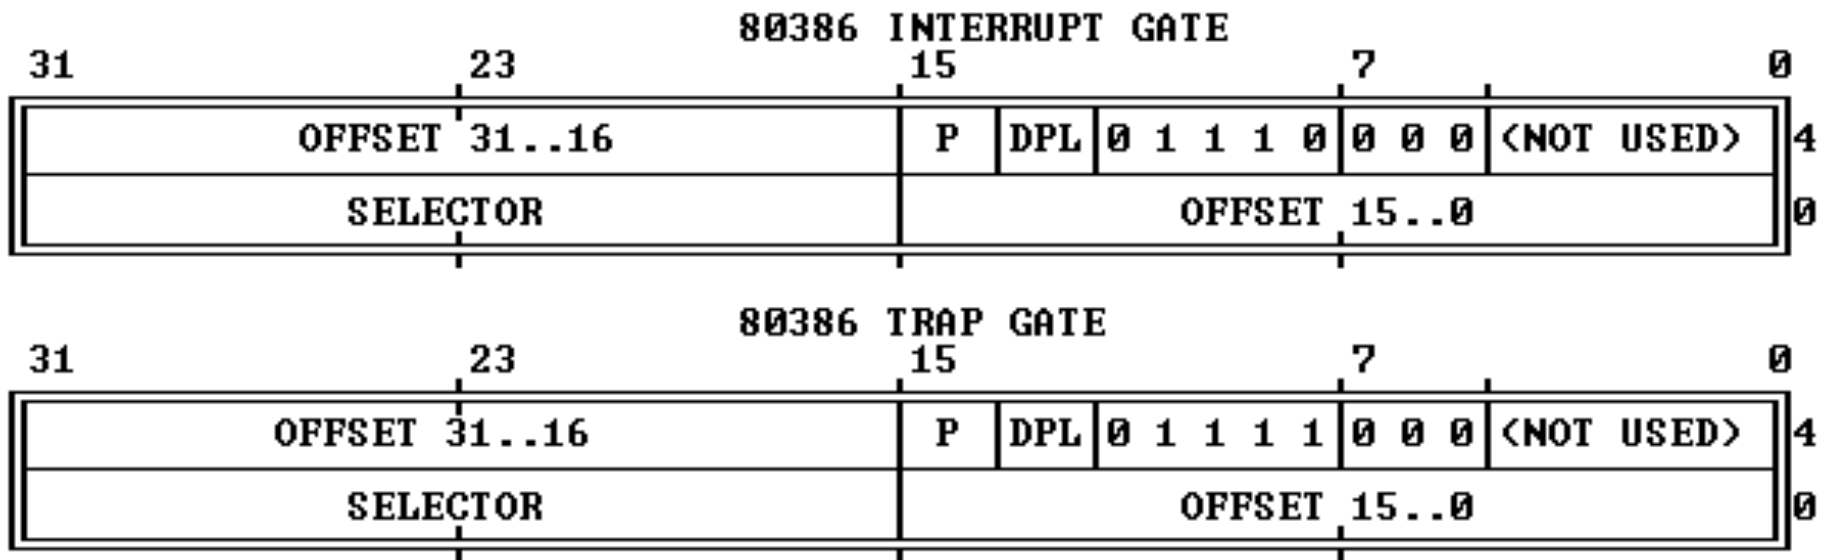 80386 INTERRUPT GATE
31 23 15 7 0
OFFSET 31..16 P DPL 0 1 1 1 0 0 0 0 (NOT USED) 4
SELECTOR OFFSET 15..0 0
80386 TRAP GATE
31 23 15 7 0
OFFSET 31..16 P DPL 0 1 1 1 1 0 0 0 (NOT USED) 4
SELECTOR OFFSET 15..0 0